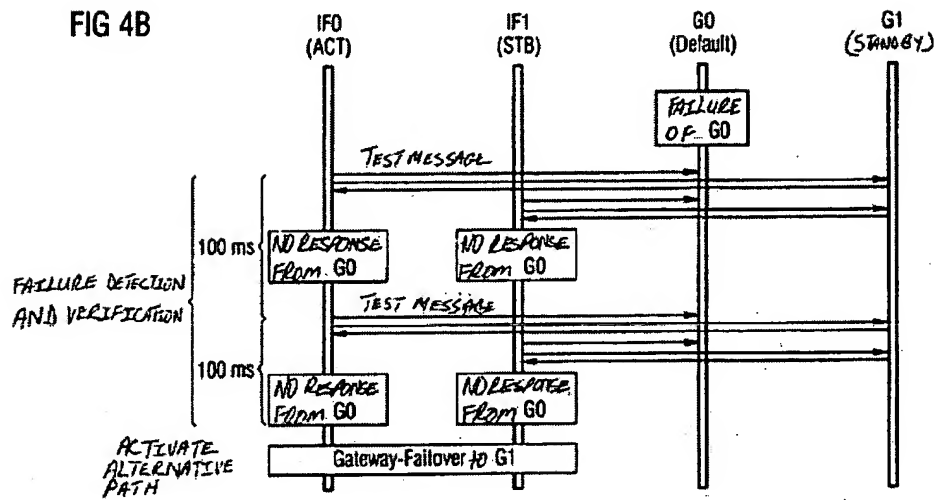 FIG 4B
IF0
(ACT)
IF1
(STB)
G0
(Default)
G1
(STANDBY)
FAILURE
OF G0
TEST MESSAGE
100 ms
NO RESPONSE
FROM G0
NO RESPONSE
FROM G0
FAILURE DETECTION
AND VERIFICATION
TEST MESSAGE
100 ms
NO RESPONSE
FROM G0
NO RESPONSE
FROM G0
ACTIVATE
ALTERNATIVE
PATH
Gateway-Failover to G1